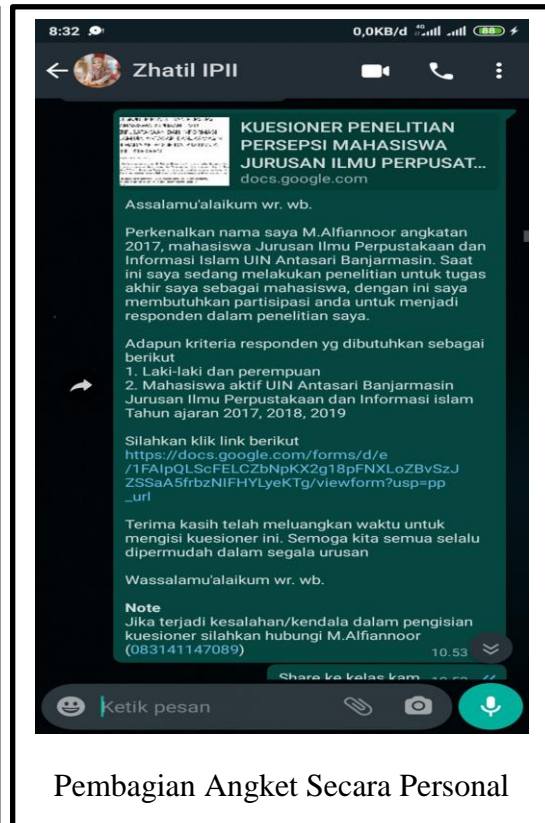 8:32
0,0KB/d 4G 88
Zhatil IPII
KUESIONER PENELITIAN
PERSEPSI MAHASISWA
JURUSAN ILMU PERPUSAT...
docs.google.com
Assalamu'alaikum wr. wb.
Perkenalkan nama saya M.Alfiannoor angkatan
2017, mahasiswa Jurusan Ilmu Perpustakaan dan
Informasi Islam UIN Antasari Banjarmasin. Saat
ini saya sedang melakukan penelitian untuk tugas
akhir saya sebagai mahasiswa, dengan ini saya
membutuhkan partisipasi anda untuk menjadi
responden dalam penelitian saya.
Adapun kriteria responden yg dibutuhkan sebagai
berikut
1. Laki-laki dan perempuan
2. Mahasiswa aktif UIN Antasari Banjarmasin
Jurusan Ilmu Perpustakaan dan Informasi islam
Tahun ajaran 2017, 2018, 2019
Silahkan klik link berikut
https://docs.google.com/forms/d/e
/1FAIpQLScFELCZbNpKX2g18pFNXLoZBvSzJ
ZSSaA5frbzNIFHYLyeKTg/viewform?usp=pp
_url
Terima kasih telah meluangkan waktu untuk
mengisi kuesioner ini. Semoga kita semua selalu
dipermudah dalam segala urusan
Wassalamu'alaikum wr. wb.
Note
Jika terjadi kesalahan/kendala dalam pengisian
kuesioner silahkan hubungi M.Alfiannoor
(083141147089)
10.53
Share ke kelas kam
Ketik pesan
Pembagian Angket Secara Personal